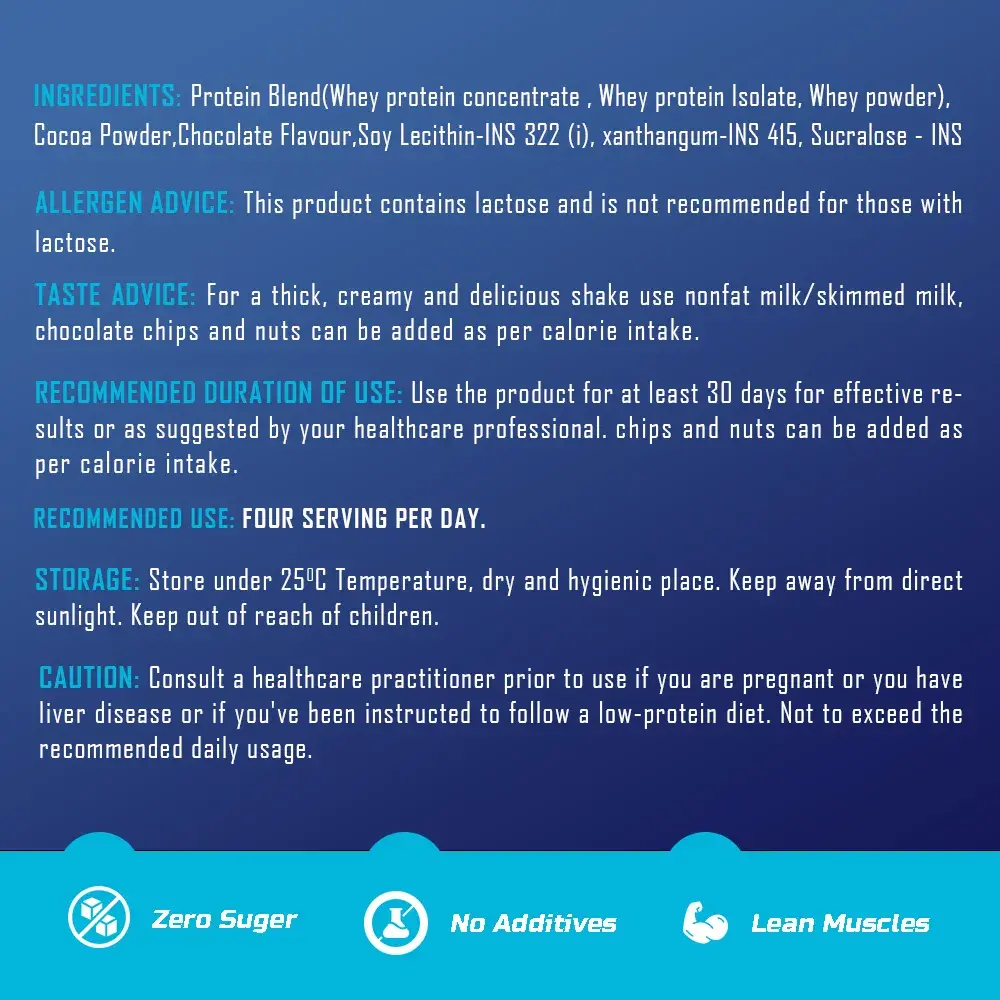 INGREDIENTS: Protein Blend(Whey protein concentrate , Whey protein Isolate, Whey powder),
Cocoa Powder,Chocolate Flavour,Soy Lecithin-INS 322 (i), xanthangum-INS 415, Sucralose - INS
ALLERGEN ADVICE: This product contains lactose and is not recommended for those with
lactose.
TASTE ADVICE: For a thick, creamy and delicious shake use nonfat milk/skimmed milk,
chocolate chips and nuts can be added as per calorie intake.
RECOMMENDED DURATION OF USE: Use the product for at least 30 days for effective re-
sults or as suggested by your healthcare professional. chips and nuts can be added as
per calorie intake.
RECOMMENDED USE: FOUR SERVING PER DAY.
STORAGE: Store under 25⁰C Temperature, dry and hygienic place. Keep away from direct
sunlight. Keep out of reach of children.
CAUTION: Consult a healthcare practitioner prior to use if you are pregnant or you have
liver disease or if you've been instructed to follow a low-protein diet. Not to exceed the
recommended daily usage.
Zero Suger
No Additives
Lean Muscles